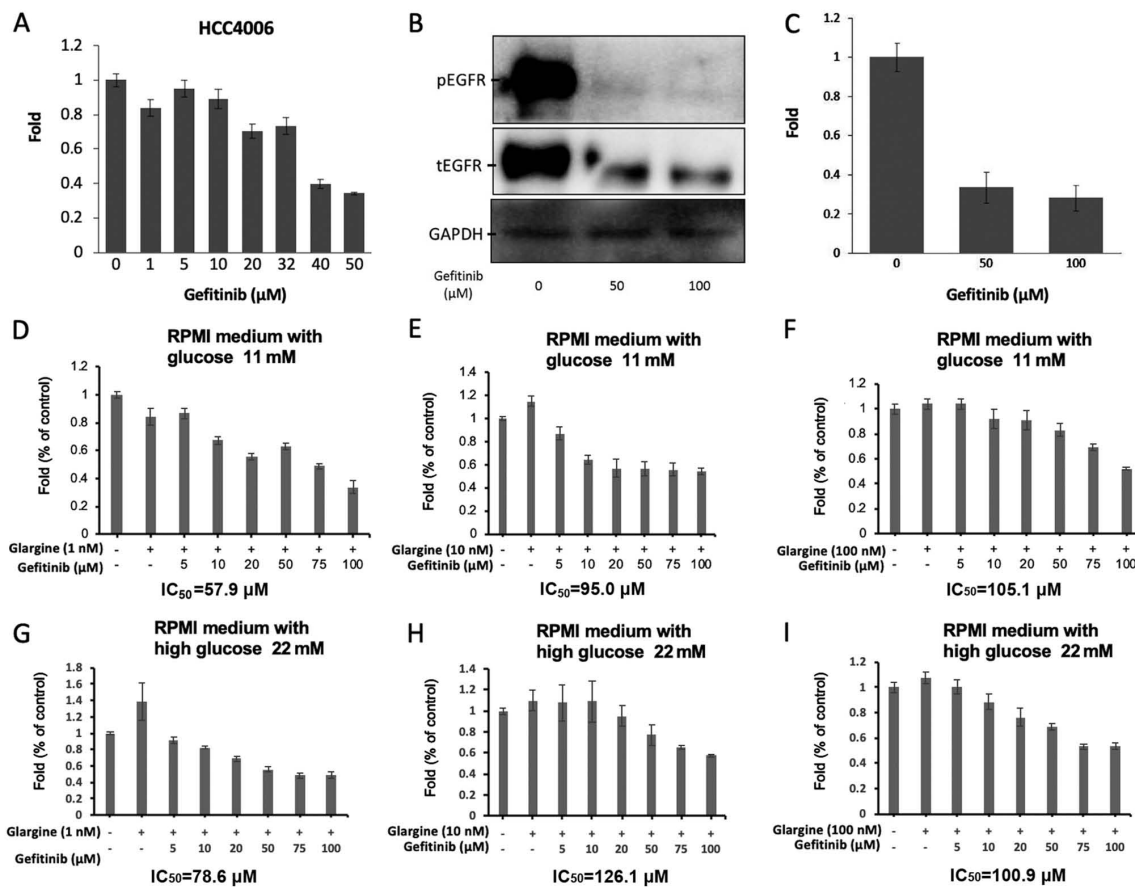 A
HCC4006
Fold
1.2
1
0.8
0.6
0.4
0.2
0
0 1 5 10 20 32 40 50
Gefitinib (μM)
B
pEGFR
tEGFR
GAPDH
Gefitinib
(μM)
0 50 100
C
Fold
1.2
1
0.8
0.6
0.4
0.2
0
0 50 100
Gefitinib (μM)
D
RPMI medium with
glucose 11 mM
Fold (% of control)
1.2
1
0.8
0.6
0.4
0.2
0
Glargine (1 nM) - + + + + + + +
Gefitinib (μM) - - 5 10 20 50 75 100
IC50=57.9 μM
E
RPMI medium with
glucose 11 mM
Fold (% of control)
1.4
1.2
1
0.8
0.6
0.4
0.2
0
Glargine (10 nM) - + + + + + + +
Gefitinib (μM) - - 5 10 20 50 75 100
IC50=95.0 μM
F
RPMI medium with
glucose 11 mM
Fold (% of control)
1.2
1
0.8
0.6
0.4
0.2
0
Glargine (100 nM) - + + + + + + +
Gefitinib (μM) - - 5 10 20 50 75 100
IC50=105.1 μM
G
RPMI medium with
high glucose 22 mM
Fold (% of control)
1.8
1.6
1.4
1.2
1
0.8
0.6
0.4
0.2
0
Glargine (1 nM) - + + + + + + +
Gefitinib (μM) - - 5 10 20 50 75 100
IC50=78.6 μM
H
RPMI medium with
high glucose 22 mM
Fold (% of control)
1.4
1.2
1
0.8
0.6
0.4
0.2
0
Glargine (10 nM) - + + + + + + +
Gefitinib (μM) - - 5 10 20 50 75 100
IC50=126.1 μM
I
RPMI medium with
high glucose 22 mM
Fold (% of control)
1.2
1
0.8
0.6
0.4
0.2
0
Glargine (100 nM) - + + + + + + +
Gefitinib (μM) - - 5 10 20 50 75 100
IC50=100.9 μM